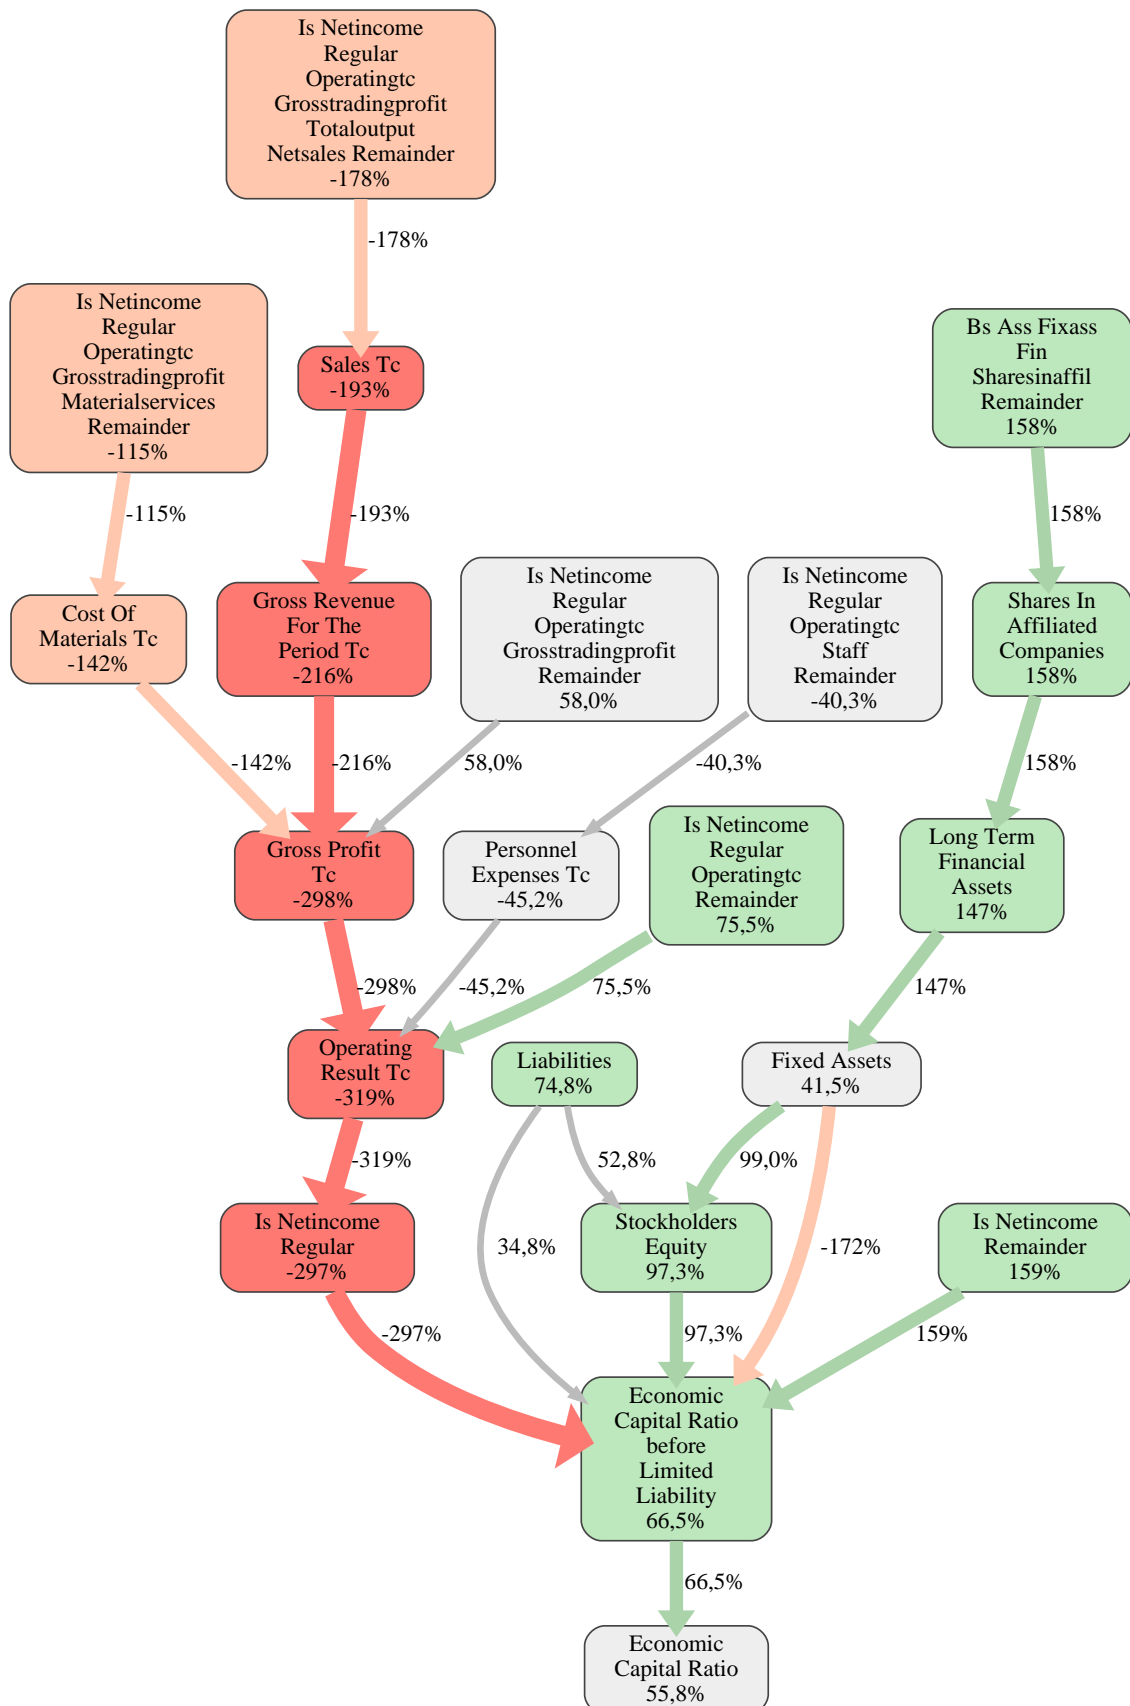 Is Netincome
Regular
Operatingtc
Grosstradingprofit
Totaloutput
Netsales Remainder
-178%
-178%
Is Netincome
Regular
Operatingtc
Grosstradingprofit
Materialservices
Remainder
-115%
Sales Tc
-193%
Bs Ass Fixass
Fin
Sharesinaffil
Remainder
158%
-115%
-193%
158%
Cost Of
Materials Tc
-142%
Gross Revenue
For The
Period Tc
-216%
Is Netincome
Regular
Operatingtc
Grosstradingprofit
Remainder
58,0%
Is Netincome
Regular
Operatingtc
Staff
Remainder
-40,3%
Shares In
Affiliated
Companies
158%
-142%
-216%
58,0%
-40,3%
158%
Gross Profit
Tc
-298%
Personnel
Expenses Tc
-45,2%
Is Netincome
Regular
Operatingtc
Remainder
75,5%
Long Term
Financial
Assets
147%
-298%
-45,2%
75,5%
147%
Operating
Result Tc
-319%
Liabilities
74,8%
Fixed Assets
41,5%
-319%
52,8%
99,0%
Is Netincome
Regular
-297%
34,8%
Stockholders
Equity
97,3%
-172%
Is Netincome
Remainder
159%
-297%
97,3%
159%
Economic
Capital Ratio
before
Limited
Liability
66,5%
66,5%
Economic
Capital Ratio
55,8%